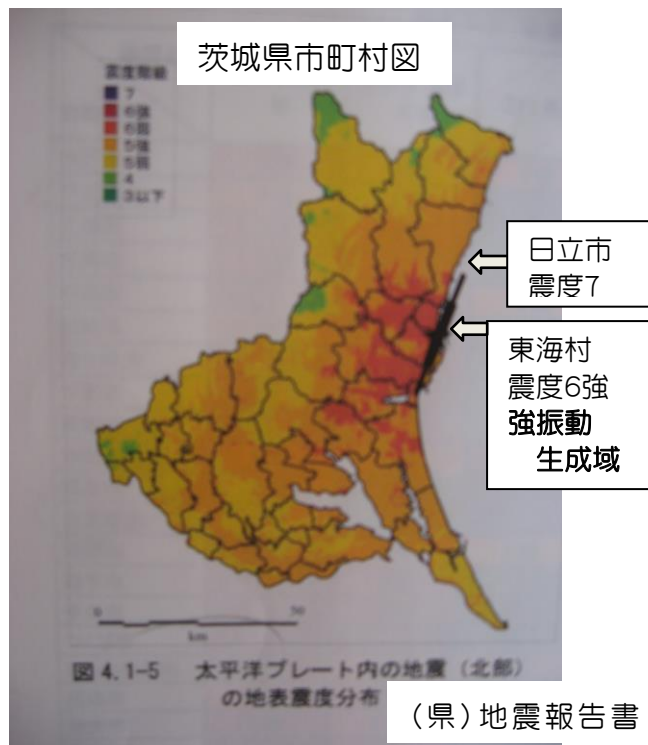 茨城県市町村図
震度階級
7
6強
6弱
5強
5弱
4
3以下
日立市
震度7
東海村
震度6強
強振動
生成域
0
50
km
図4.1-5 太平洋プレート内の地震（北部）
の地表震度分布
（県）地震報告書